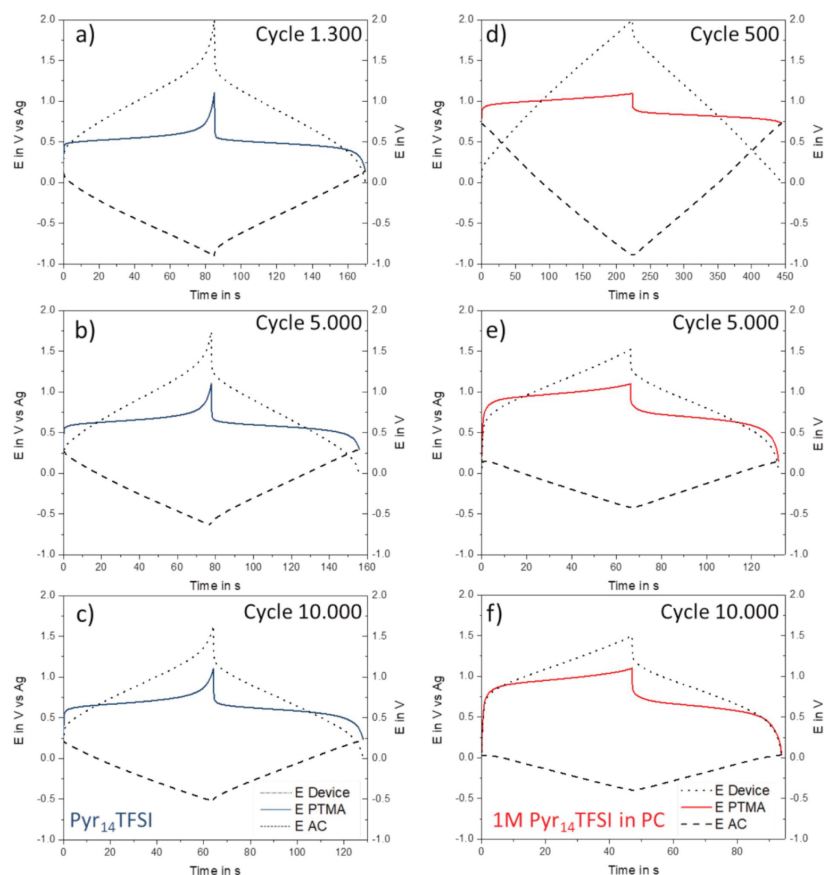 a)
Cycle 1.300
2.0
1.5
1.0
0.5
0.0
-0.5
-1.0
E in V vs Ag
2.0
1.5
1.0
0.5
0.0
-0.5
-1.0
E in V
0 20 40 60 80 100 120 140 160
Time in s
d)
Cycle 500
2.0
1.5
1.0
0.5
0.0
-0.5
-1.0
E in V vs Ag
2.0
1.5
1.0
0.5
0.0
-0.5
-1.0
E in V
0 50 100 150 200 250 300 350 400 450
Time in s
b)
Cycle 5.000
2.0
1.5
1.0
0.5
0.0
-0.5
-1.0
E in V vs Ag
2.0
1.5
1.0
0.5
0.0
-0.5
-1.0
E in V
0 20 40 60 80 100 120 140 160
Time in s
e)
Cycle 5.000
2.0
1.5
1.0
0.5
0.0
-0.5
-1.0
E in V vs Ag
2.0
1.5
1.0
0.5
0.0
-0.5
-1.0
E in V
0 20 40 60 80 100 120
Time in s
c)
Cycle 10.000
2.0
1.5
1.0
0.5
0.0
-0.5
-1.0
E in V vs Ag
2.0
1.5
1.0
0.5
0.0
-0.5
-1.0
E in V
Pyr₁₄TFSI
E Device
E PTMA
E AC
0 20 40 60 80 100 120
Time in s
f)
Cycle 10.000
2.0
1.5
1.0
0.5
0.0
-0.5
-1.0
E in V vs Ag
2.0
1.5
1.0
0.5
0.0
-0.5
-1.0
E in V
1M Pyr₁₄TFSI in PC
E Device
E PTMA
E AC
0 20 40 60 80
Time in s